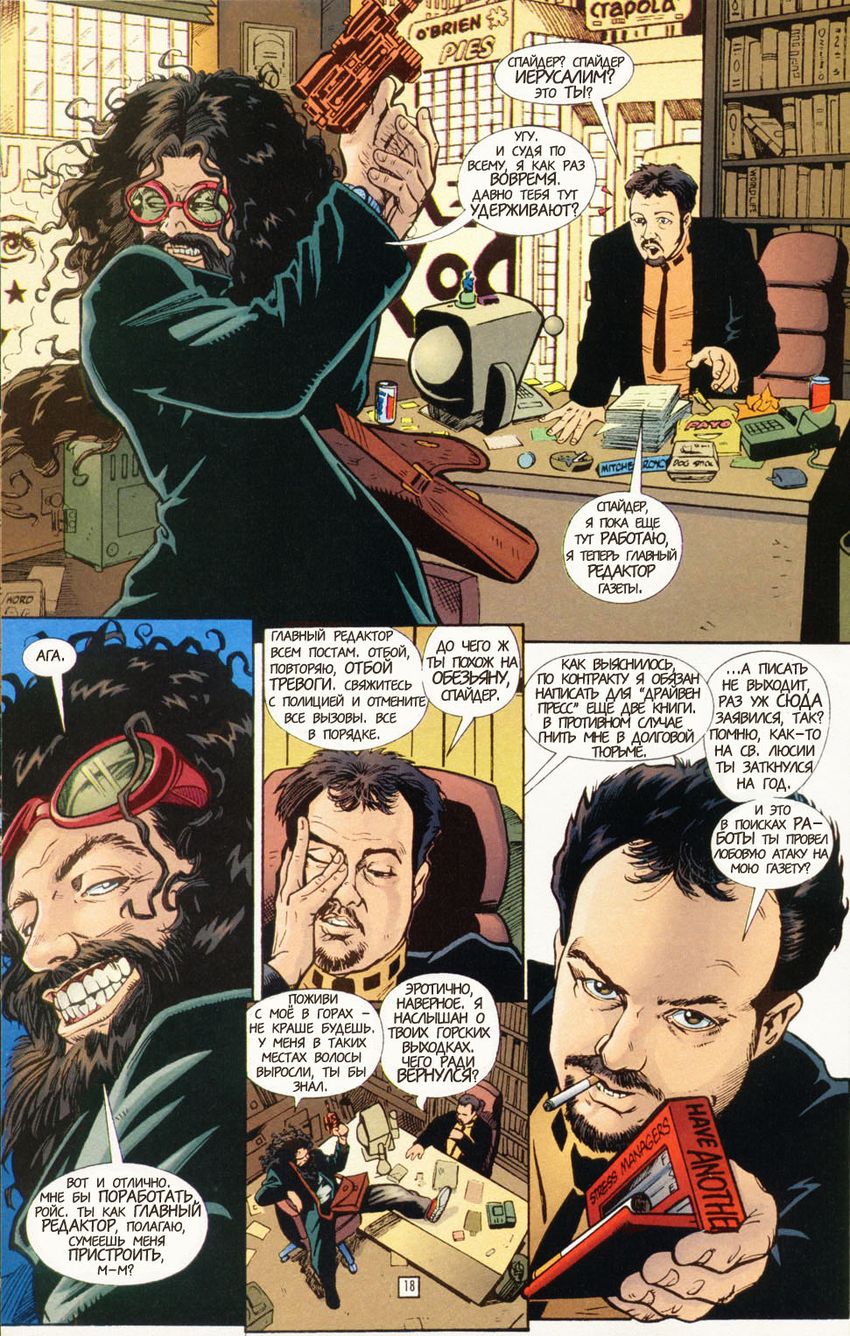 O'BRIEN
PIES
Crapola
СПАЙДЕР? СПАЙДЕР
ИЕРУСАЛИМ?
ЭТО ТЫ?
УГУ.
И СУДЯ ПО
ВСЕМУ, Я КАК РАЗ
ВОВРЕМЯ.
ДАВНО ТЕБЯ ТУТ
УДЕРЖИВАЮТ?
СПАЙДЕР,
Я ПОКА ЕЩЕ
ТУТ РАБОТАЮ,
Я ТЕПЕРЬ ГЛАВНЫЙ
РЕДАКТОР
ГАЗЕТЫ.
DOG STICK
АГА.
ВОТ И ОТЛИЧНО.
МНЕ БЫ ПОРАБОТАТЬ,
РОЙС. ТЫ КАК ГЛАВНЫЙ
РЕДАКТОР, ПОЛАГАЮ,
СУМЕЕШЬ МЕНЯ
ПРИСТРОИТЬ,
М-М?
ГЛАВНЫЙ РЕДАКТОР
ВСЕМ ПОСТАМ. ОТБОЙ,
ПОВТОРЯЮ, ОТБОЙ
ТРЕВОГИ. СВЯЖИТЕСЬ
С ПОЛИЦИЕЙ И ОТМЕНИТЕ
ВСЕ ВЫЗОВЫ. ВСЕ
В ПОРЯДКЕ.
ДО ЧЕГО Ж
ТЫ ПОХОЖ НА
ОБЕЗЬЯНУ,
СПАЙДЕР.
ПОЖИВИ
С МОЁ В ГОРАХ -
НЕ КРАШЕ БУДЕШЬ.
У МЕНЯ В ТАКИХ
МЕСТАХ ВОЛОСЫ
ВЫРОСЛИ, ТЫ БЫ
ЗНАЛ.
ЭРОТИЧНО,
НАВЕРНОЕ. Я
НАСЛЫШАН О
ТВОИХ ГОРСКИХ
ВЫХОДКАХ.
ЧЕГО РАДИ
ВЕРНУЛСЯ?
КАК ВЫЯСНИЛОСЬ,
ПО КОНТРАКТУ Я ОБЯЗАН
НАПИСАТЬ ДЛЯ "ДРАЙВЕН
ПРЕСС" ЕЩЕ ДВЕ КНИГИ.
В ПРОТИВНОМ СЛУЧАЕ
ГНИТЬ МНЕ В ДОЛГОВОЙ
ТЮРЬМЕ.
...А ПИСАТЬ
НЕ ВЫХОДИТ,
РАЗ УЖ СЮДА
ЗАЯВИЛСЯ, ТАК?
ПОМНЮ, КАК-ТО
НА СВ. ЛЮСИИ
ТЫ ЗАТКНУЛСЯ
НА ГОД.
И ЭТО
В ПОИСКАХ РА-
БОТЫ ТЫ ПРОВЕЛ
ЛОБОВУЮ АТАКУ НА
МОЮ ГАЗЕТУ?
STRESS MANAGERS
HAVE ANOTHER
18